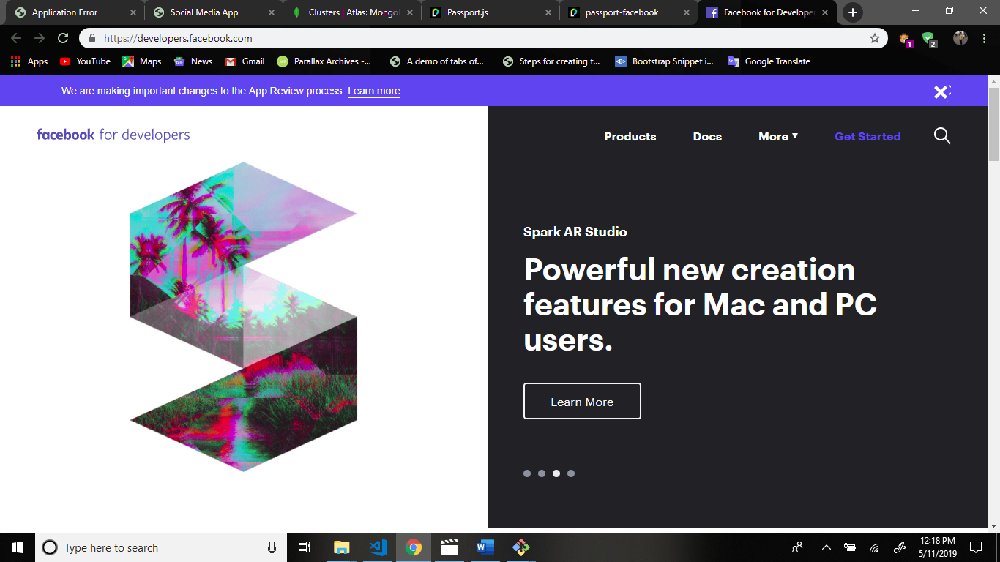 Application Error
Social Media App
Clusters | Atlas: Mongo
Passport.js
passport-facebook
Facebook for Developer
https://developers.facebook.com
1
2
Apps
YouTube
Maps
News
Gmail
Parallax Archives -...
A demo of tabs of...
Steps for creating t...
Bootstrap Snippet i...
Google Translate
We are making important changes to the App Review process. Learn more.
facebook for developers
Products
Docs
More
Get Started
Spark AR Studio
Powerful new creation
features for Mac and PC
users.
Learn More
Type here to search
12:18 PM
5/11/2019